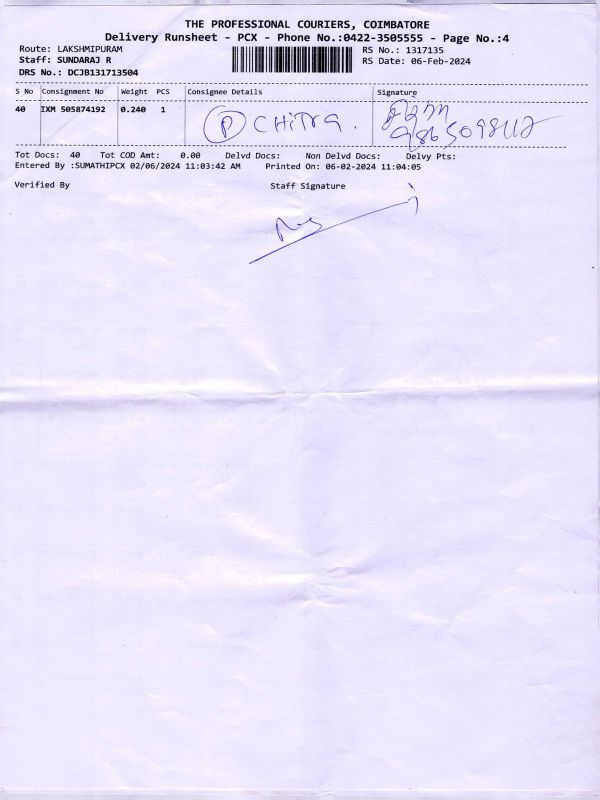 THE PROFESSIONAL COURIERS, COIMBATORE
Delivery Runsheet - PCX - Phone No.:0422-3505555 - Page No.:4
Route: LAKSHMIPURAM
RS No.: 1317135
Staff: SUNDARAJ R
RS Date: 06-Feb-2024
DRS No.: DCJB131713504
S No Consignment No Weight PCS Consignee Details Signature
40 IXM 505874192 0.240 1 P CHiTRA.
Tot Docs: 40 Tot COD Amt: 0.00 Delvd Docs: Non Delvd Docs: Delvy Pts:
Entered By :SUMATHIPCX 02/06/2024 11:03:42 AM Printed On: 06-02-2024 11:04:05
Verified By Staff Signature